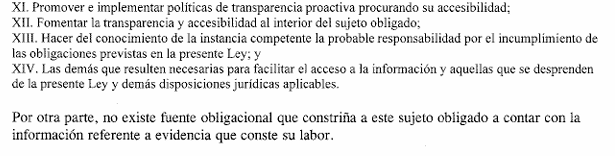 XI. Promover e implementar políticas de transparencia proactiva procurando su accesibilidad;
XII. Fomentar la transparencia y accesibilidad al interior del sujeto obligado;
XIII. Hacer del conocimiento de la instancia competente la probable responsabilidad por el incumplimiento de
las obligaciones previstas en la presente Ley; y
XIV. Las demás que resulten necesarias para facilitar el acceso a la información y aquellas que se desprenden
de la presente Ley y demás disposiciones jurídicas aplicables.
Por otra parte, no existe fuente obligacional que constriña a este sujeto obligado a contar con la
información referente a evidencia que conste su labor.